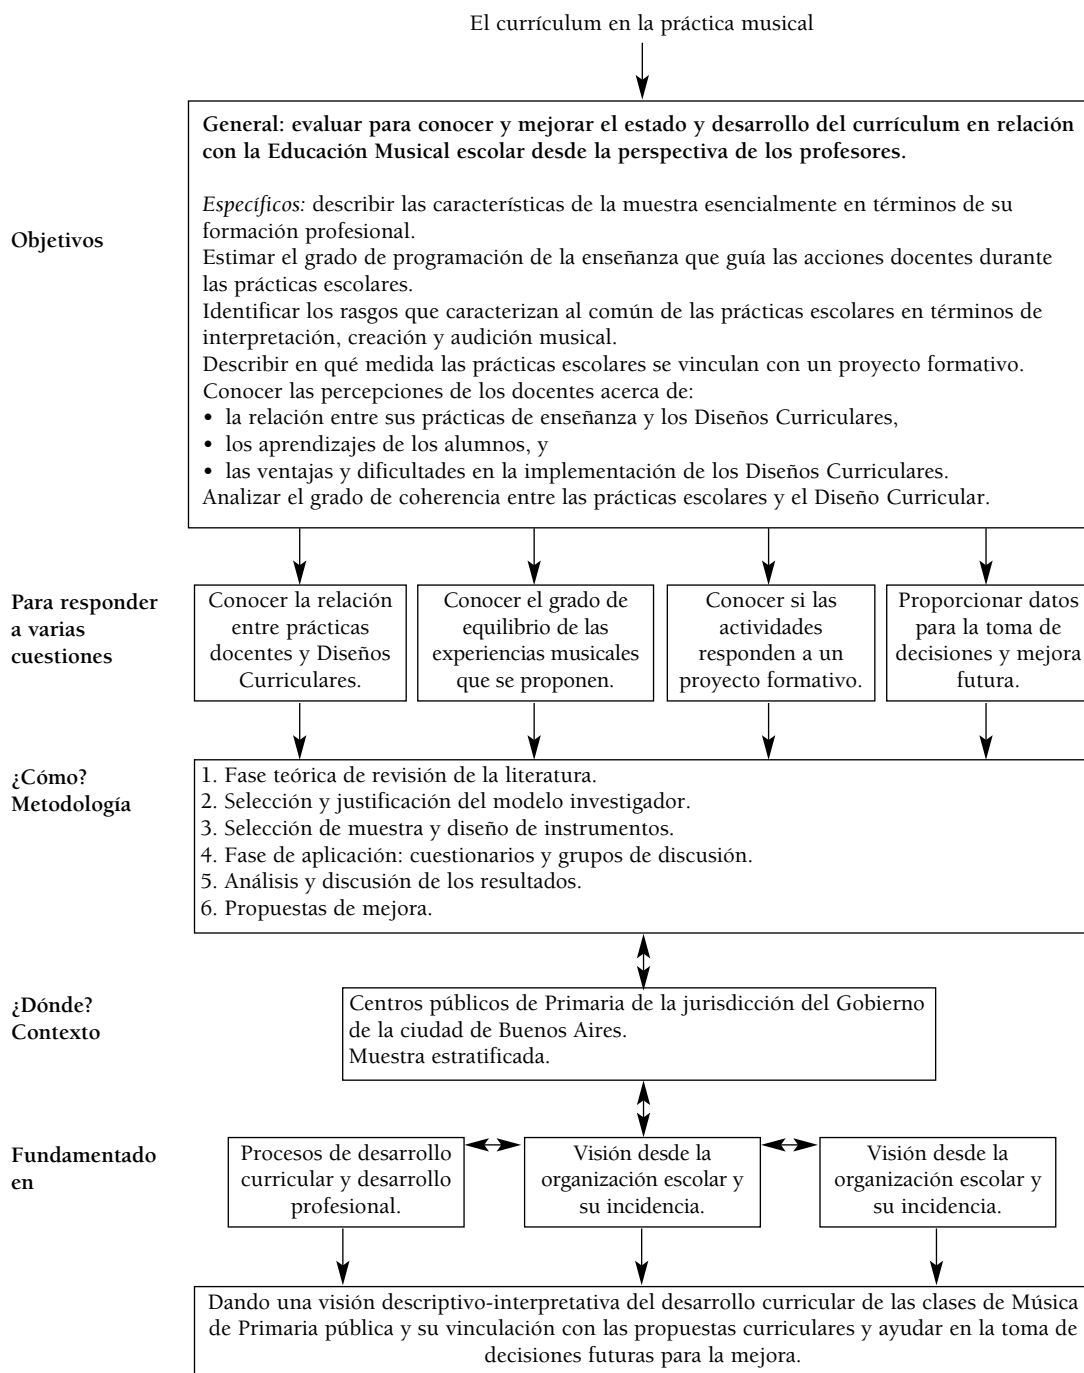 El currículum en la práctica musical
General: evaluar para conocer y mejorar el estado y desarrollo del currículum en relación
con la Educación Musical escolar desde la perspectiva de los profesores.
Objetivos
Específicos: describir las características de la muestra esencialmente en términos de su
formación profesional.
Estimar el grado de programación de la enseñanza que guía las acciones docentes durante
las prácticas escolares.
Identificar los rasgos que caracterizan al común de las prácticas escolares en términos de
interpretación, creación y audición musical.
Describir en qué medida las prácticas escolares se vinculan con un proyecto formativo.
Conocer las percepciones de los docentes acerca de:
• la relación entre sus prácticas de enseñanza y los Diseños Curriculares,
• los aprendizajes de los alumnos, y
• las ventajas y dificultades en la implementación de los Diseños Curriculares.
Analizar el grado de coherencia entre las prácticas escolares y el Diseño Curricular.
Para responder
a varias
cuestiones
Conocer la relación
entre prácticas
docentes y Diseños
Curriculares.
Conocer el grado de
equilibrio de las
experiencias musicales
que se proponen.
Conocer si las
actividades
responden a un
proyecto formativo.
Proporcionar datos
para la toma de
decisiones y mejora
futura.
¿Cómo?
Metodología
1. Fase teórica de revisión de la literatura.
2. Selección y justificación del modelo investigador.
3. Selección de muestra y diseño de instrumentos.
4. Fase de aplicación: cuestionarios y grupos de discusión.
5. Análisis y discusión de los resultados.
6. Propuestas de mejora.
¿Dónde?
Contexto
Centros públicos de Primaria de la jurisdicción del Gobierno
de la ciudad de Buenos Aires.
Muestra estratificada.
Fundamentado
en
Procesos de desarrollo
curricular y desarrollo
profesional.
Visión desde la
organización escolar y
su incidencia.
Visión desde la
organización escolar y
su incidencia.
Dando una visión descriptivo-interpretativa del desarrollo curricular de las clases de Música
de Primaria pública y su vinculación con las propuestas curriculares y ayudar en la toma de
decisiones futuras para la mejora.